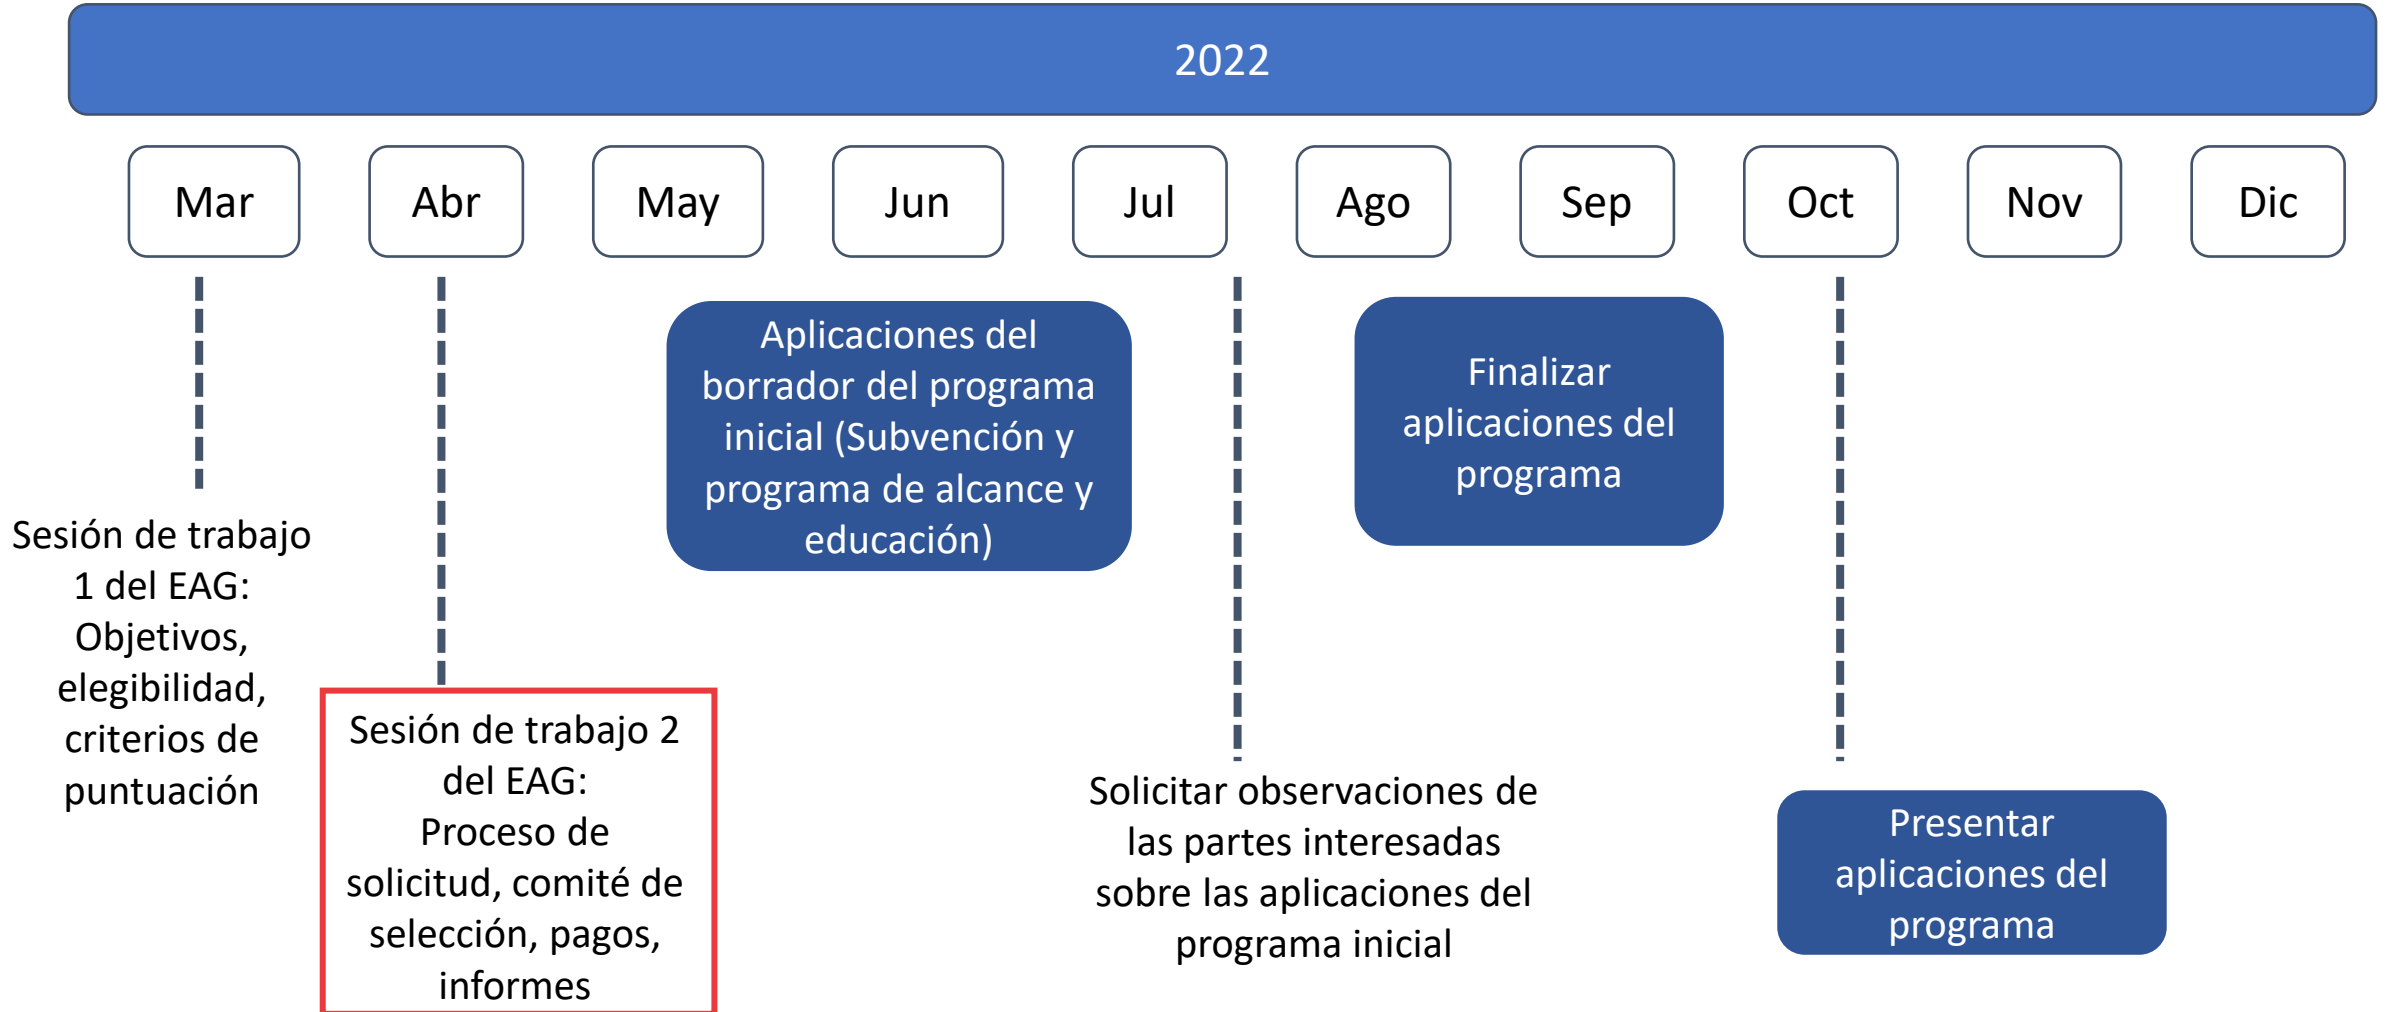 2022
Mar
Abr
May
Jun
Jul
Ago
Sep
Oct
Nov
Dic
Sesión de trabajo
1 del EAG:
Objetivos,
elegibilidad,
criterios de
puntuación
Sesión de trabajo 2
del EAG:
Proceso de
solicitud, comité de
selección, pagos,
informes
Aplicaciones del
borrador del programa
inicial (Subvención y
programa de alcance y
educación)
Solicitar observaciones de
las partes interesadas
sobre las aplicaciones del
programa inicial
Finalizar
aplicaciones del
programa
Presentar
aplicaciones del
programa